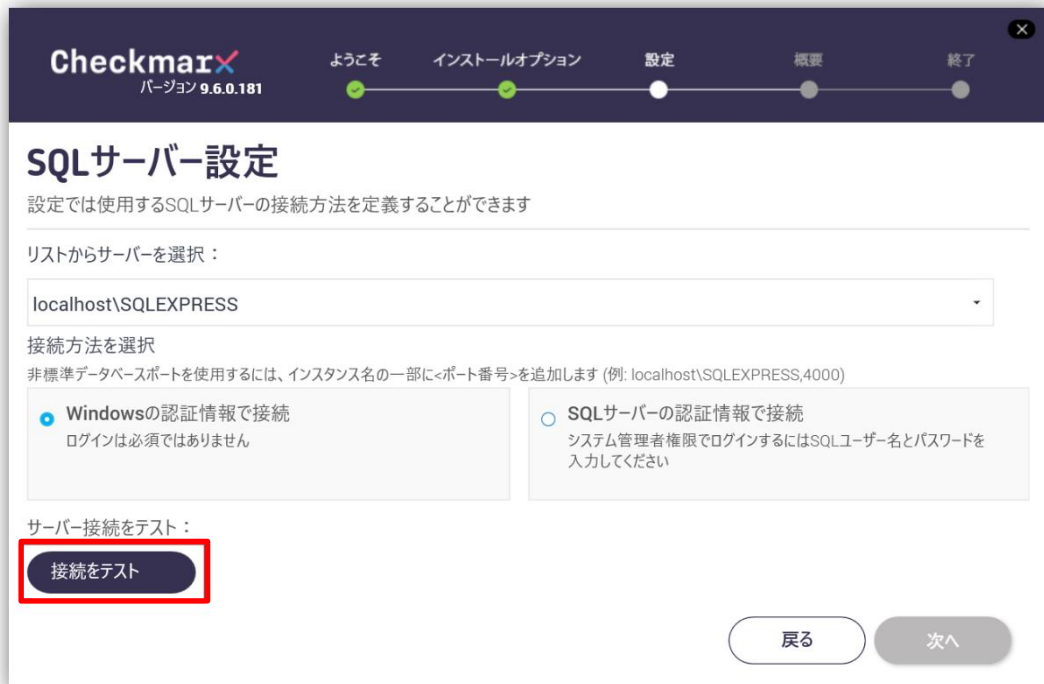 Checkmarx
バージョン 9.6.0.181
ようこそ
インストールオプション
設定
概要
終了
SQLサーバー設定
設定では使用するSQLサーバーの接続方法を定義することができます
リストからサーバーを選択：
localhost\SQLEXPRESS
接続方法を選択
非標準データベースポートを使用するには、インスタンス名の一部に<ポート番号>を追加します (例: localhost\SQLEXPRESS,4000)
Windowsの認証情報で接続
ログインは必須ではありません
SQLサーバーの認証情報で接続
システム管理者権限でログインするにはSQLユーザー名とパスワードを
入力してください
サーバー接続をテスト：
接続をテスト
戻る
次へ